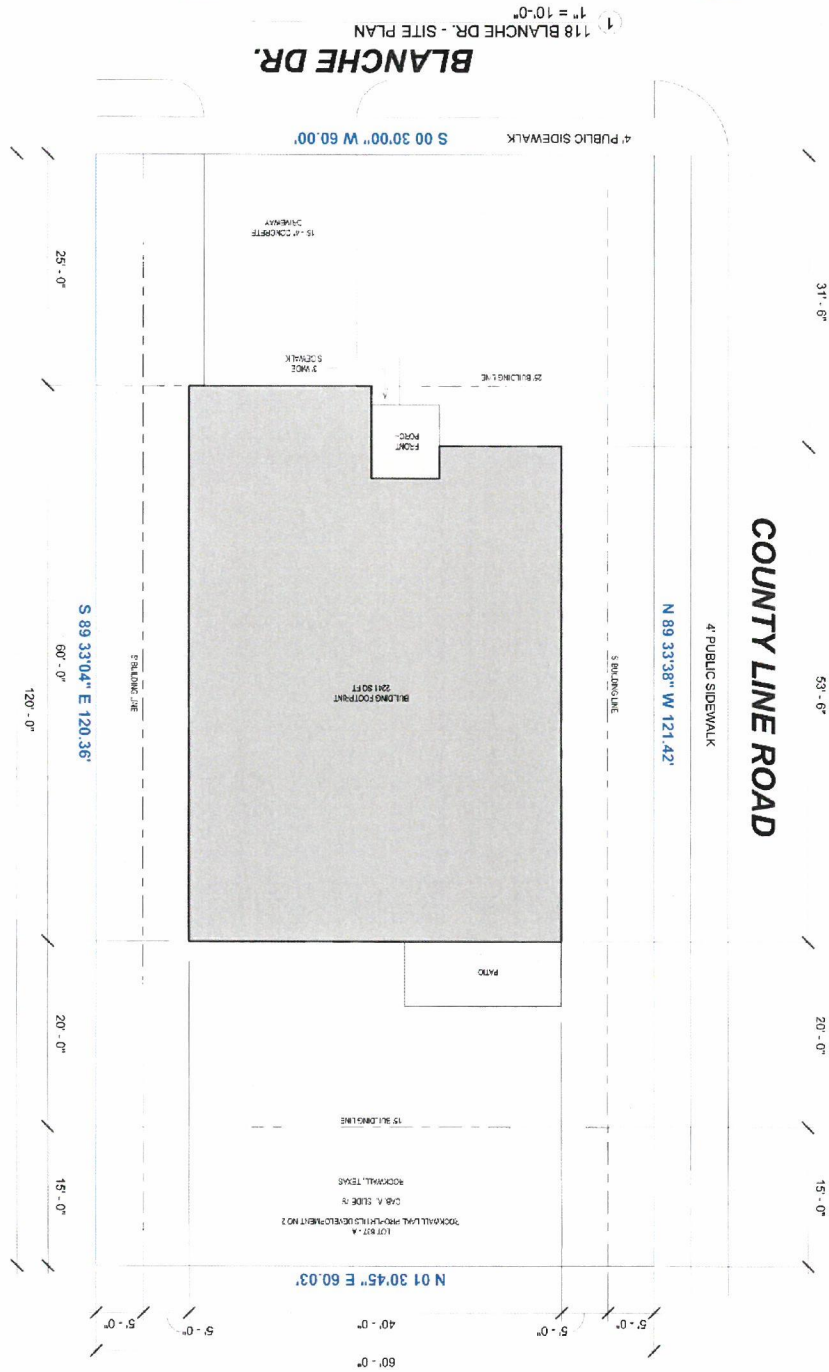 1
118 BLANCHE DR. - SITE PLAN
1" = 10'-0"
BLANCHE DR.
4' PUBLIC SIDEWALK
S 00 30'00" W 60.00'
15' - 4" CONCRETE
DRIVEWAY
3' WIDE
SIDEWALK
25' BUILDING LINE
FRONT
BUILDING FOOTPRINT
2241 SQ FT
PATIO
5' BUILDING LINE
5' BUILDING LINE
15' BUILDING LINE
LOT 837 - A
ROCKWALL LAKE PROPERTIES DEVELOPMENT NO 2
CAB. A, SLIDE 79
ROCKWALL, TEXAS
N 01 30'45" E 60.03'
S 89 33'04" E 120.36'
N 89 33'38" W 121.42'
4' PUBLIC SIDEWALK
COUNTY LINE ROAD
31' - 6"
53' - 6"
20' - 0"
15' - 0"
25' - 0"
60' - 0"
20' - 0"
15' - 0"
120' - 0"
5' - 0"
5' - 0"
40' - 0"
5' - 0"
5' - 0"
60' - 0"